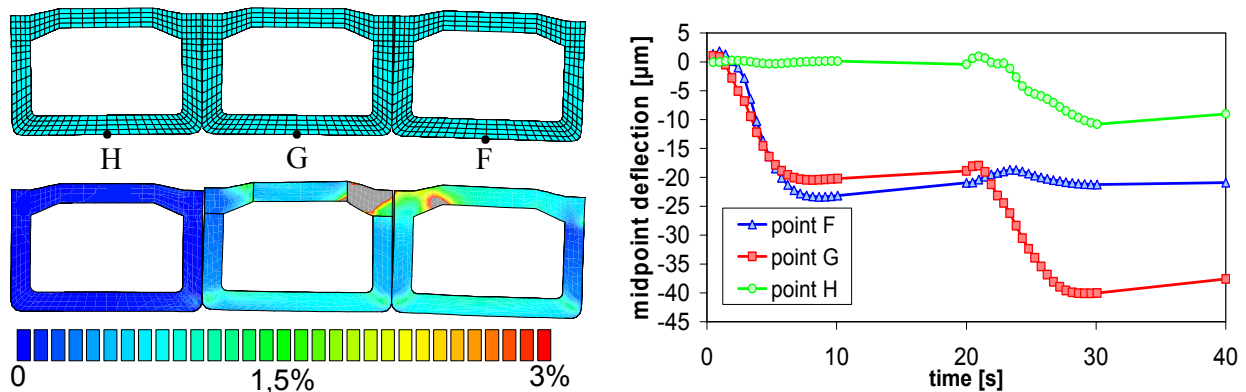 H G F
0 1,5% 3%
midpoint deflection [µm]
5
0
-5
-10
-15
-20
-25
-30
-35
-40
-45
point F
point G
point H
0 10 20 30 40
time [s]